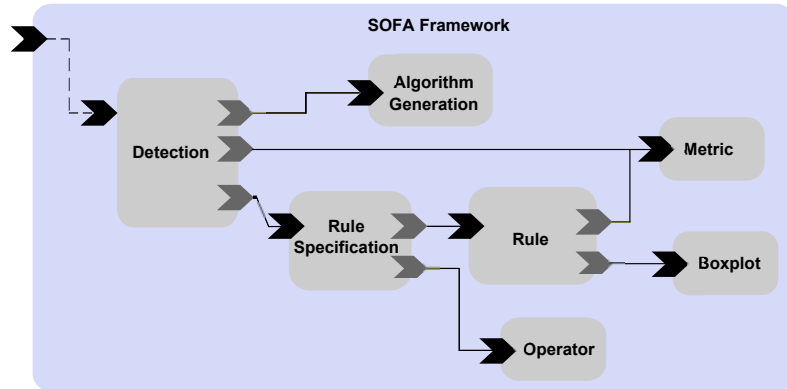 SOFA Framework
Algorithm
Generation
Detection
Metric
Rule
Specification
Rule
Boxplot
Operator